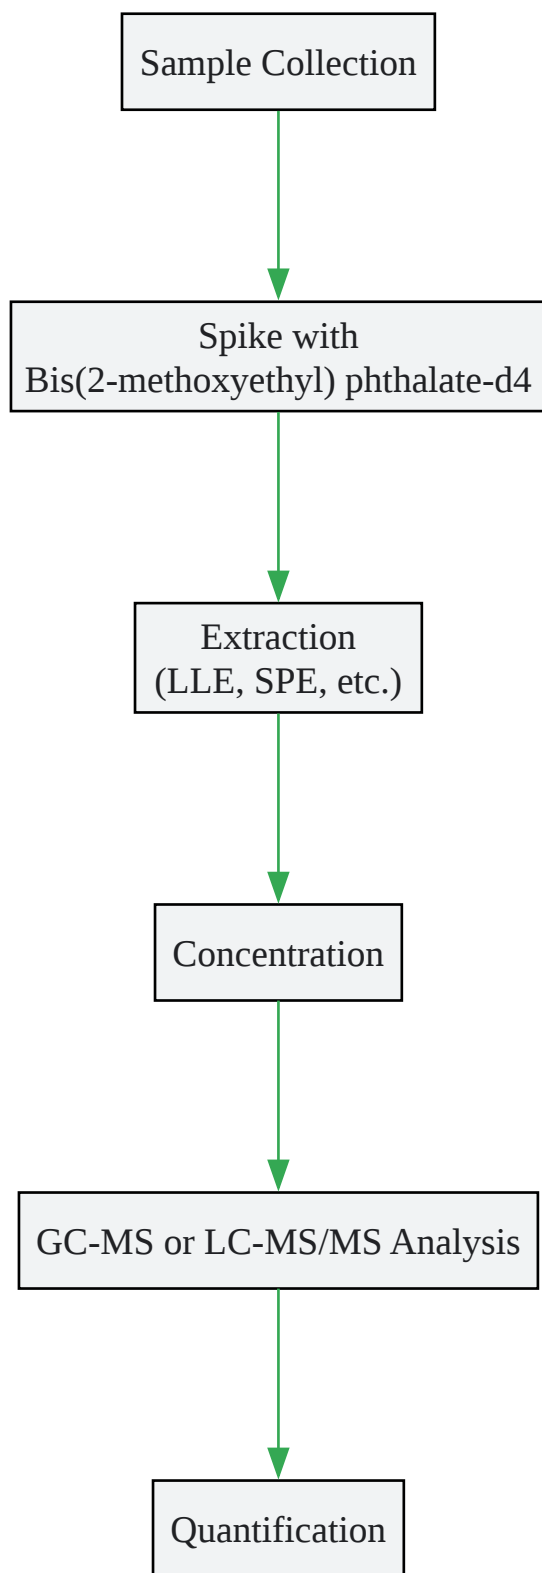 Sample Collection
Spike with
Bis(2-methoxyethyl) phthalate-d4
Extraction
(LLE, SPE, etc.)
Concentration
GC-MS or LC-MS/MS Analysis
Quantification